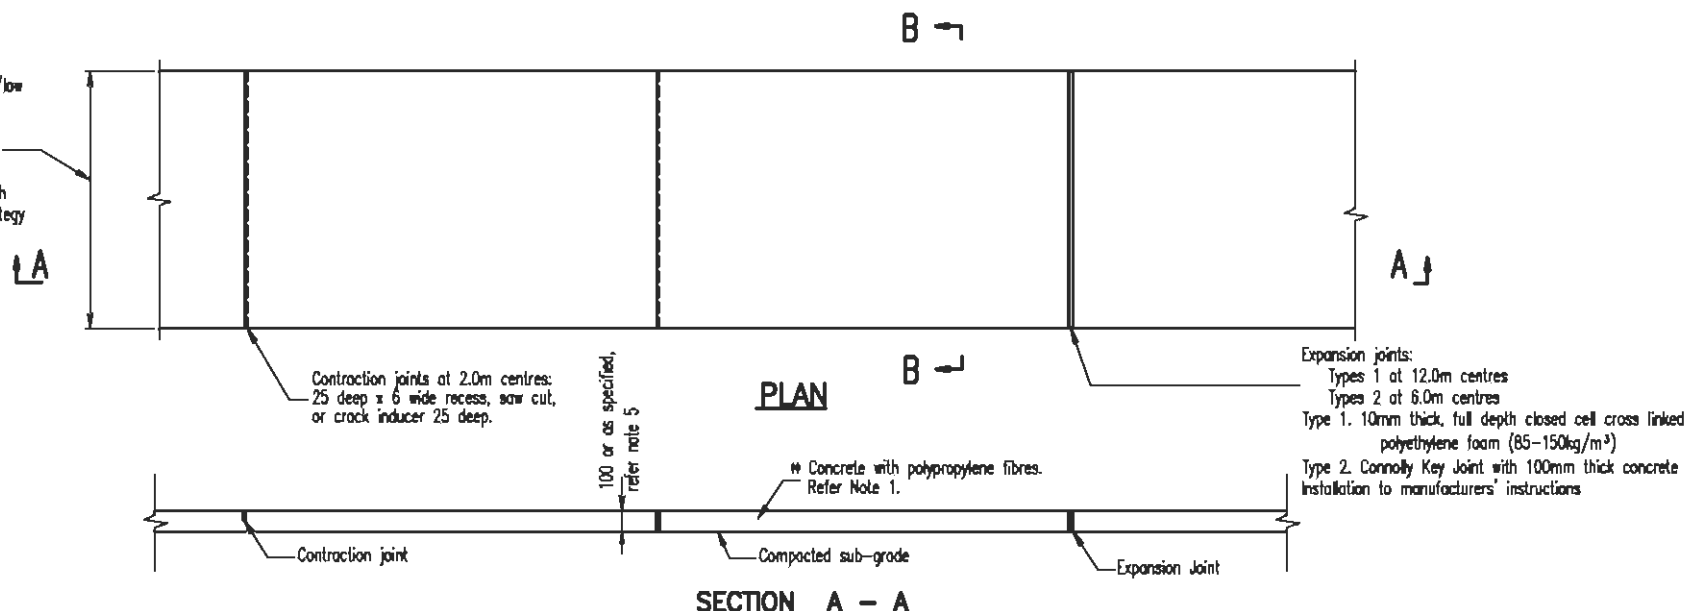 B
low
A
A
Contraction joints at 2.0m centres:
25 deep x 6 wide recess, saw cut,
or crack inducer 25 deep.
100 or as specified,
refer note 5
PLAN
B
Expansion joints:
Types 1 at 12.0m centres
Types 2 at 6.0m centres
Type 1. 10mm thick, full depth closed cell cross linked
polyethylene foam (85-150kg/m³)
Type 2. Connolly Key Joint with 100mm thick concrete
Installation to manufacturers' instructions
# Concrete with polypropylene fibres.
Refer Note 1.
Contraction joint
Compacted sub-grade
Expansion Joint
SECTION A - A